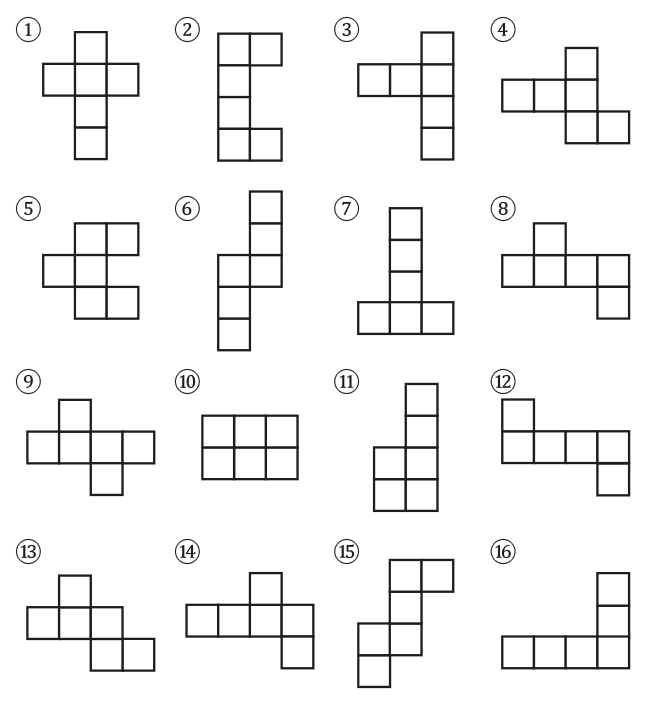 ① ② ③ ④
⑤ ⑥ ⑦ ⑧
⑨ ⑩ ⑪ ⑫
⑬ ⑭ ⑮ ⑯